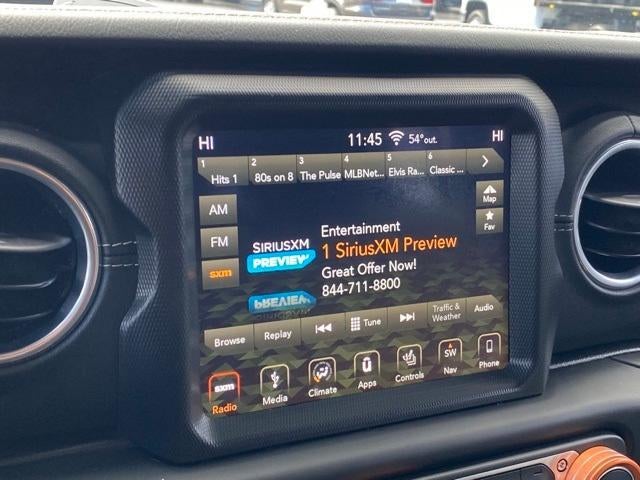 HI 11:45 54°out. HI
1 Hits 1 2 80s on 8 3 The Pulse 4 MLBNet... 5 Elvis Ra... 6 Classic ...
AM
FM
sxm
Map
Fav
SIRIUSXM
PREVIEW
Entertainment
1 SiriusXM Preview
Great Offer Now!
844-711-8800
PREVIEW
Browse Replay Tune Traffic &
Weather Audio
sxm
Radio Media Climate Apps Controls SW
Nav Phone